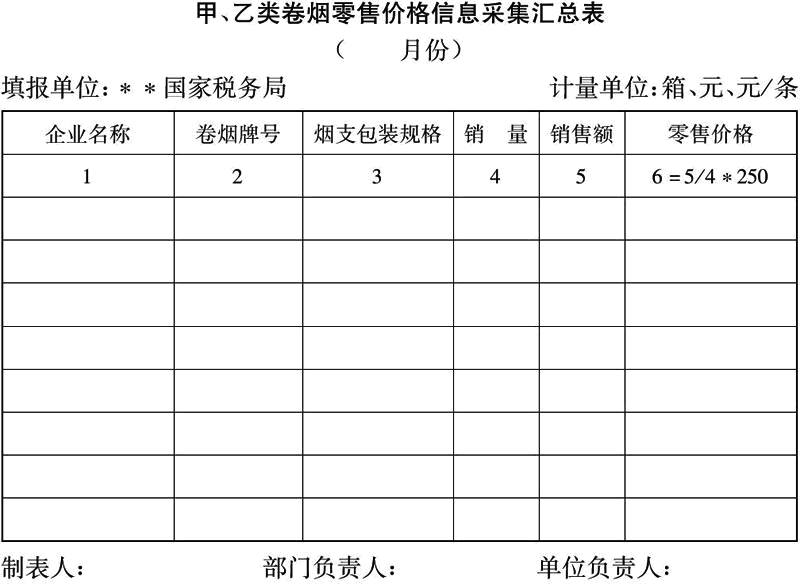 甲、乙类卷烟零售价格信息采集汇总表
（　　月份）
填报单位：＊＊国家税务局　计量单位：箱、元、元/条
企业名称　卷烟牌号　烟支包装规格　销　量　销售额　零售价格
1　2　3　4　5　6=5/4*250
制表人：　部门负责人：　单位负责人：